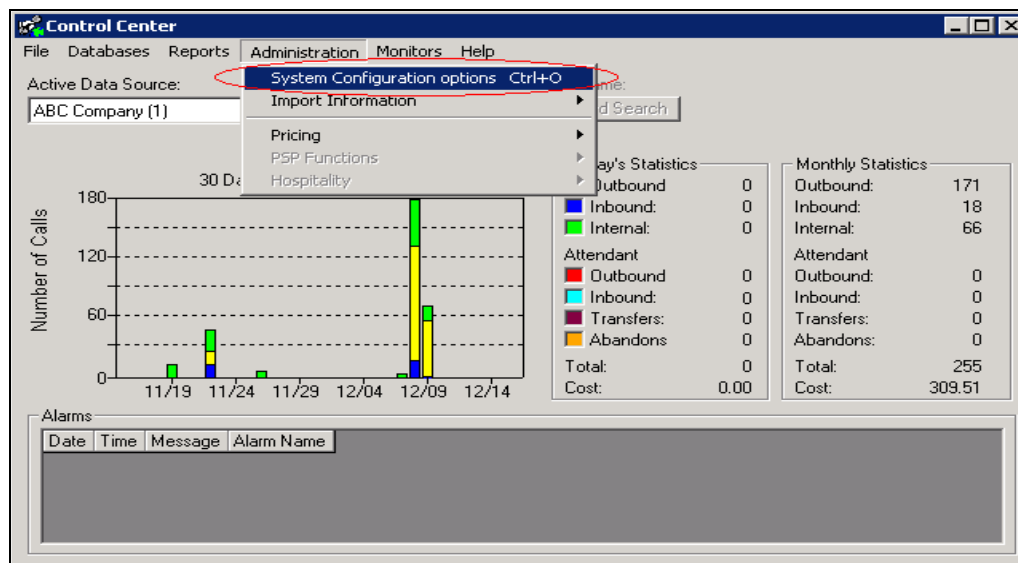 Control Center
File Databases Reports Administration Monitors Help
System Configuration options Ctrl+O
Import Information
Pricing
PSP Functions
Hospitality
Active Data Source:
ABC Company (1)
Search
30
Number of Calls
180
120
60
0
11/19 11/24 11/29 12/04 12/09 12/14
Statistics
Outbound 0
Inbound: 0
Internal: 0
Attendant
Outbound 0
Inbound: 0
Transfers: 0
Abandons 0
Total: 0
Cost: 0.00
Monthly Statistics
Outbound: 171
Inbound: 18
Internal: 66
Attendant
Outbound: 0
Inbound: 0
Transfers: 0
Abandons: 0
Total: 255
Cost: 309.51
Alarms
Date Time Message Alarm Name